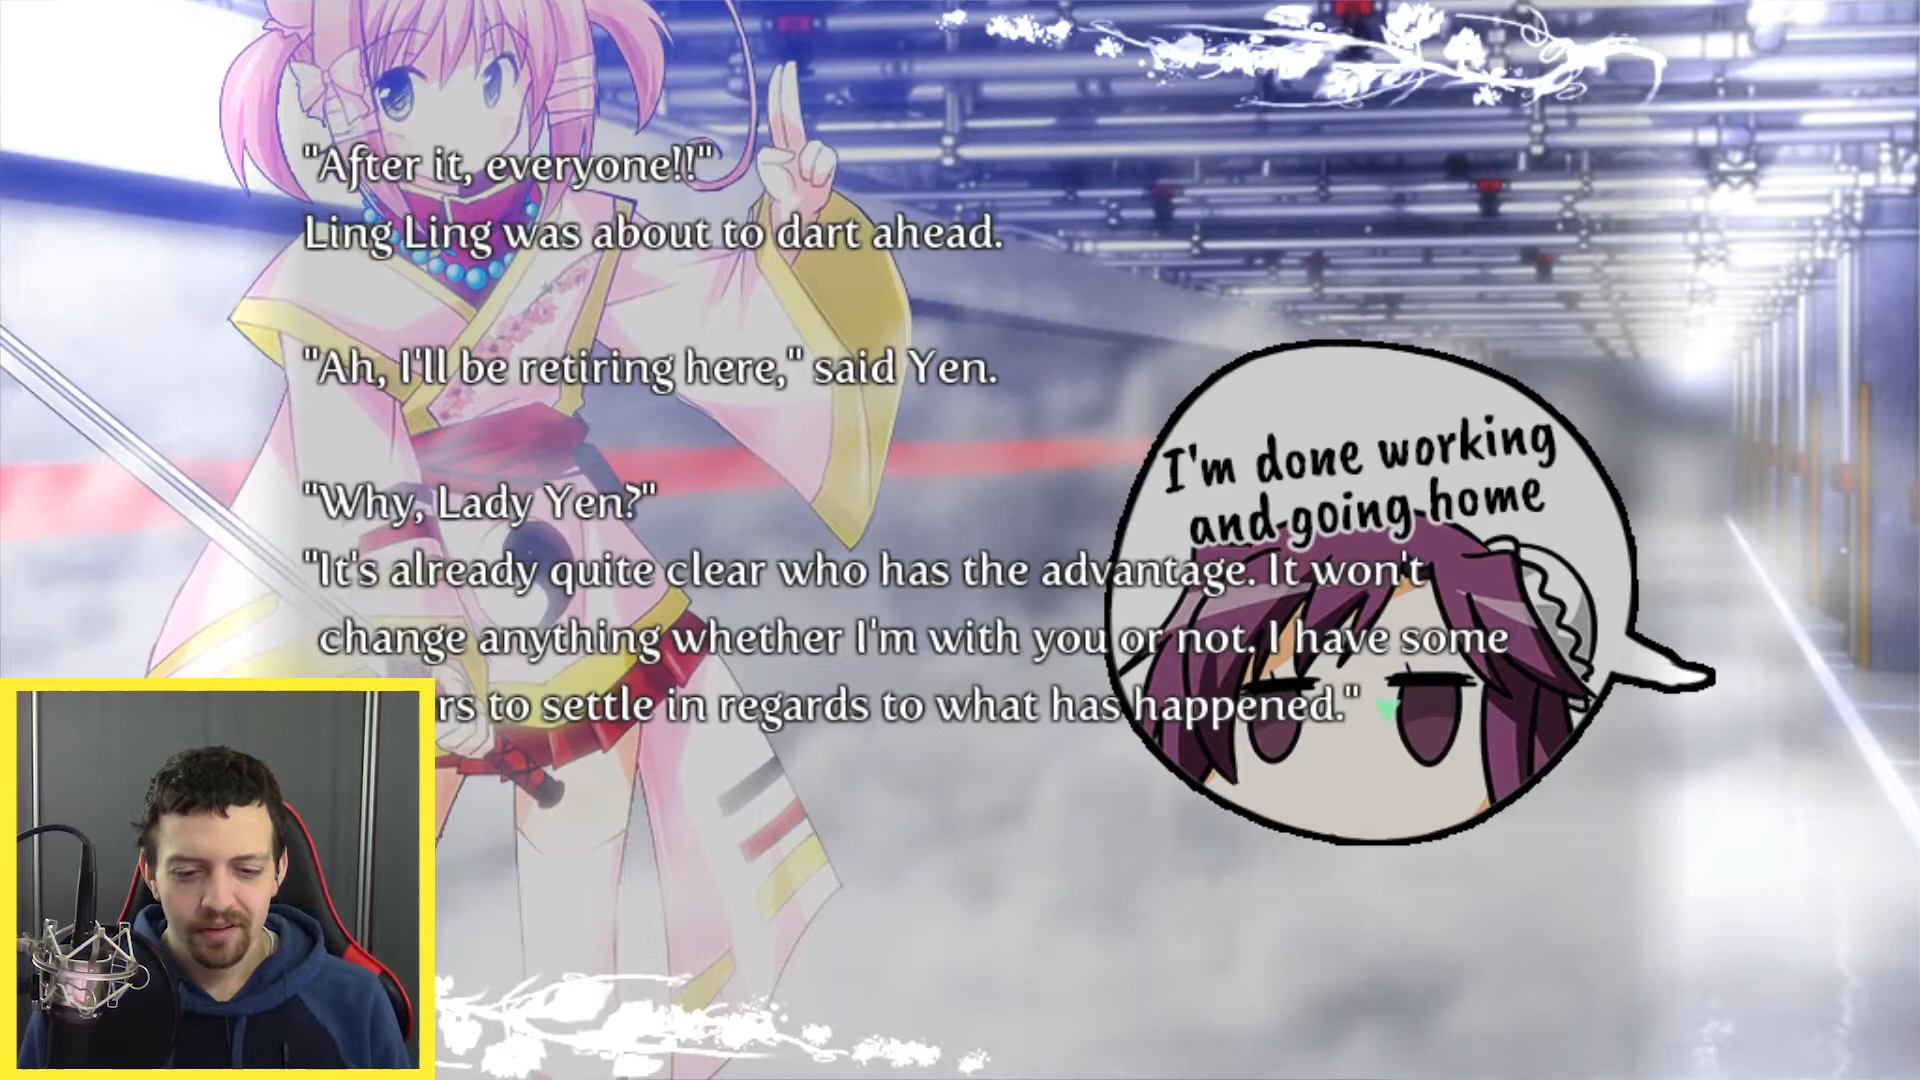 "After it, everyone!!"
Ling Ling was about to dart ahead.
"Ah, I'll be retiring here," said Yen.
"Why, Lady Yen?"
"It's already quite clear who has the advantage. It won't
change anything whether I'm with you or not. I have some
to settle in regards to what has happened."
I'm done working
and going home